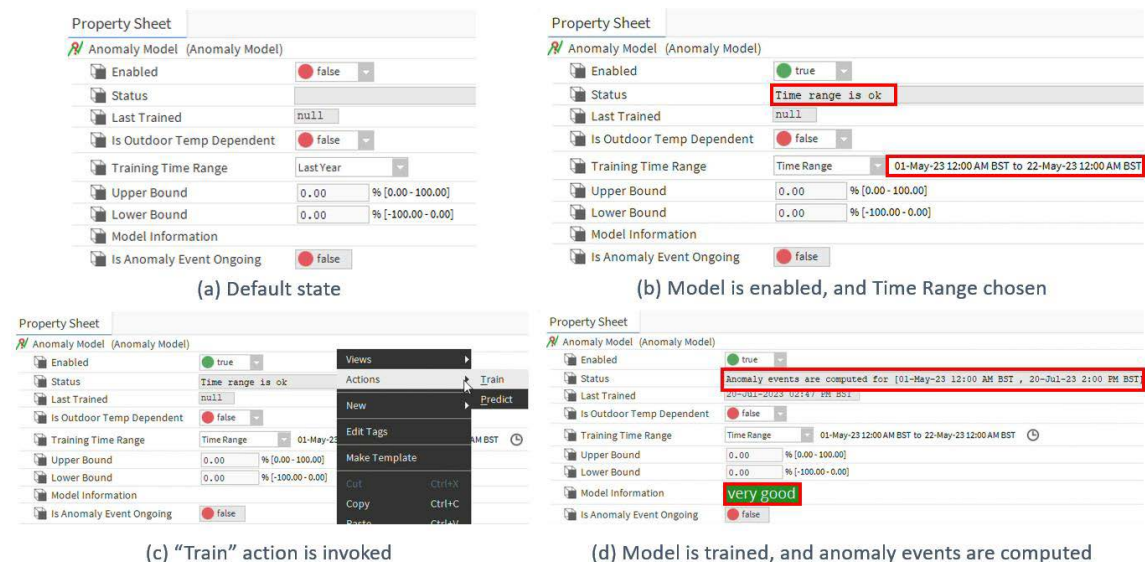 Property Sheet
Anomaly Model (Anomaly Model)
Enabled false
Status
Last Trained null
Is Outdoor Temp Dependent false
Training Time Range Last Year
Upper Bound 0.00 % [0.00 - 100.00]
Lower Bound 0.00 % [-100.00 - 0.00]
Model Information
Is Anomaly Event Ongoing false
(a) Default state
Property Sheet
Anomaly Model (Anomaly Model)
Enabled true
Status Time range is ok
Last Trained null
Is Outdoor Temp Dependent false
Training Time Range Time Range 01-May-23 12:00 AM BST to 22-May-23 12:00 AM BST
Upper Bound 0.00 % [0.00 - 100.00]
Lower Bound 0.00 % [-100.00 - 0.00]
Model Information
Is Anomaly Event Ongoing false
(b) Model is enabled, and Time Range chosen
Property Sheet
Anomaly Model (Anomaly Model)
Enabled true
Status Time range is ok
Last Trained null
Is Outdoor Temp Dependent false
Training Time Range Time Range 01-May-23 AM BST
Upper Bound 0.00 % [0.00 - 100.00]
Lower Bound 0.00 % [-100.00 - 0.00]
Model Information
Is Anomaly Event Ongoing false
Views
Actions
Train
Predict
New
Edit Tags
Make Template
Cut Ctrl+X
Copy Ctrl+C
Paste Ctrl+V
(c) “Train” action is invoked
Property Sheet
Anomaly Model (Anomaly Model)
Enabled true
Status Anomaly events are computed for [01-May-23 12:00 AM BST , 20-Jul-23 2:00 PM BST]
Last Trained 20-Jul-2023 02:47 PM BST
Is Outdoor Temp Dependent false
Training Time Range Time Range 01-May-23 12:00 AM BST to 22-May-23 12:00 AM BST
Upper Bound 0.00 % [0.00 - 100.00]
Lower Bound 0.00 % [-100.00 - 0.00]
Model Information very good
Is Anomaly Event Ongoing false
(d) Model is trained, and anomaly events are computed